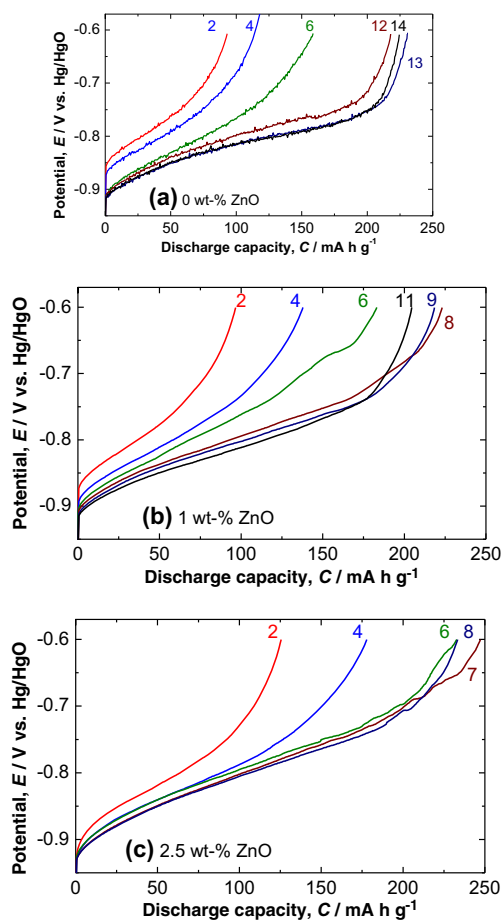 2 4 6 12 14
13
-0.6
-0.7
-0.8
-0.9
Potential, E / V vs. Hg/HgO
(a) 0 wt-% ZnO
0 50 100 150 200 250
Discharge capacity, C / mA h g-1
2 4 6 11 9
8
-0.6
-0.7
-0.8
-0.9
Potential, E / V vs. Hg/HgO
(b) 1 wt-% ZnO
0 50 100 150 200 250
Discharge capacity, C / mA h g-1
2 4 6 8
7
-0.6
-0.7
-0.8
-0.9
Potential, E / V vs. Hg/HgO
(c) 2.5 wt-% ZnO
0 50 100 150 200 250
Discharge capacity, C / mA h g-1